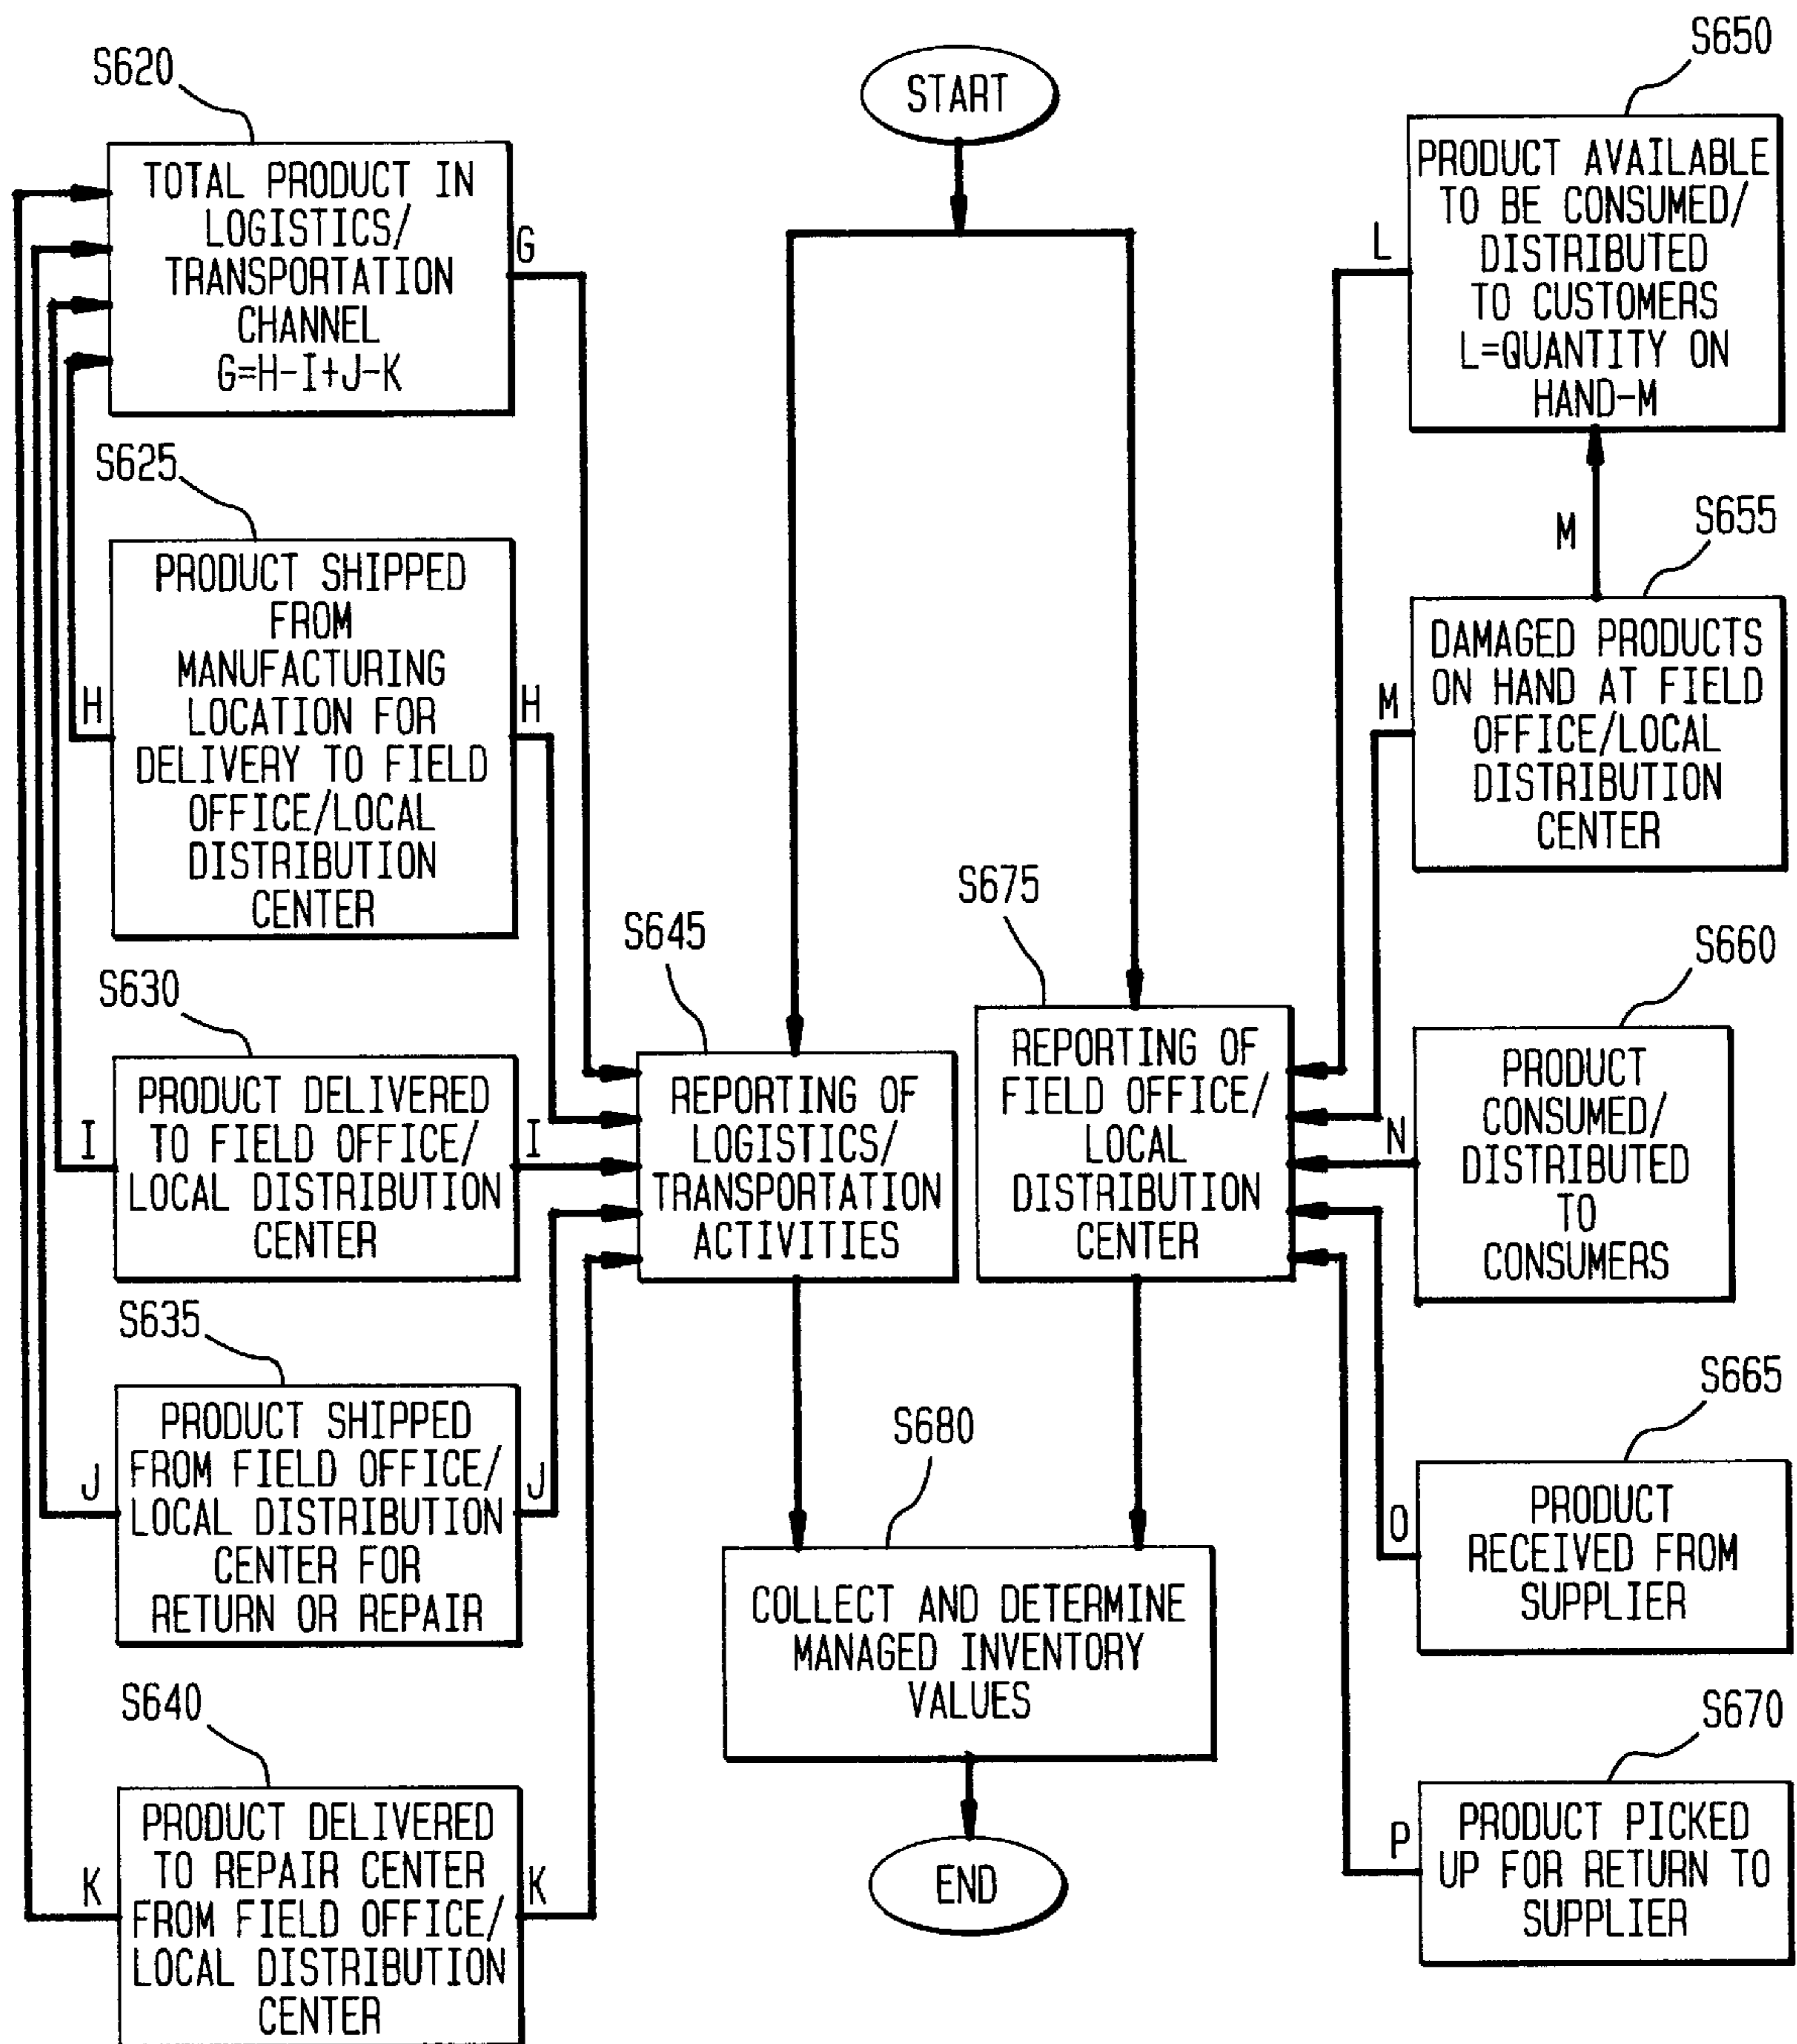 START
S620
TOTAL PRODUCT IN
LOGISTICS/
TRANSPORTATION
CHANNEL
G=H-I+J-K
G
S625
PRODUCT SHIPPED
FROM
MANUFACTURING
LOCATION FOR
DELIVERY TO FIELD
OFFICE/LOCAL
DISTRIBUTION
CENTER
H
H
S630
PRODUCT DELIVERED
TO FIELD OFFICE/
LOCAL DISTRIBUTION
CENTER
I
I
S635
PRODUCT SHIPPED
FROM FIELD OFFICE/
LOCAL DISTRIBUTION
CENTER FOR
RETURN OR REPAIR
J
J
S640
PRODUCT DELIVERED
TO REPAIR CENTER
FROM FIELD OFFICE/
LOCAL DISTRIBUTION
CENTER
K
K
S645
REPORTING OF
LOGISTICS/
TRANSPORTATION
ACTIVITIES
S675
REPORTING OF
FIELD OFFICE/
LOCAL
DISTRIBUTION
CENTER
S680
COLLECT AND DETERMINE
MANAGED INVENTORY
VALUES
END
S650
PRODUCT AVAILABLE
TO BE CONSUMED/
DISTRIBUTED
TO CUSTOMERS
L=QUANTITY ON
HAND-M
L
M
S655
DAMAGED PRODUCTS
ON HAND AT FIELD
OFFICE/LOCAL
DISTRIBUTION
CENTER
M
S660
PRODUCT
CONSUMED/
DISTRIBUTED
TO
CONSUMERS
N
S665
PRODUCT
RECEIVED FROM
SUPPLIER
O
S670
PRODUCT PICKED
UP FOR RETURN TO
SUPPLIER
P